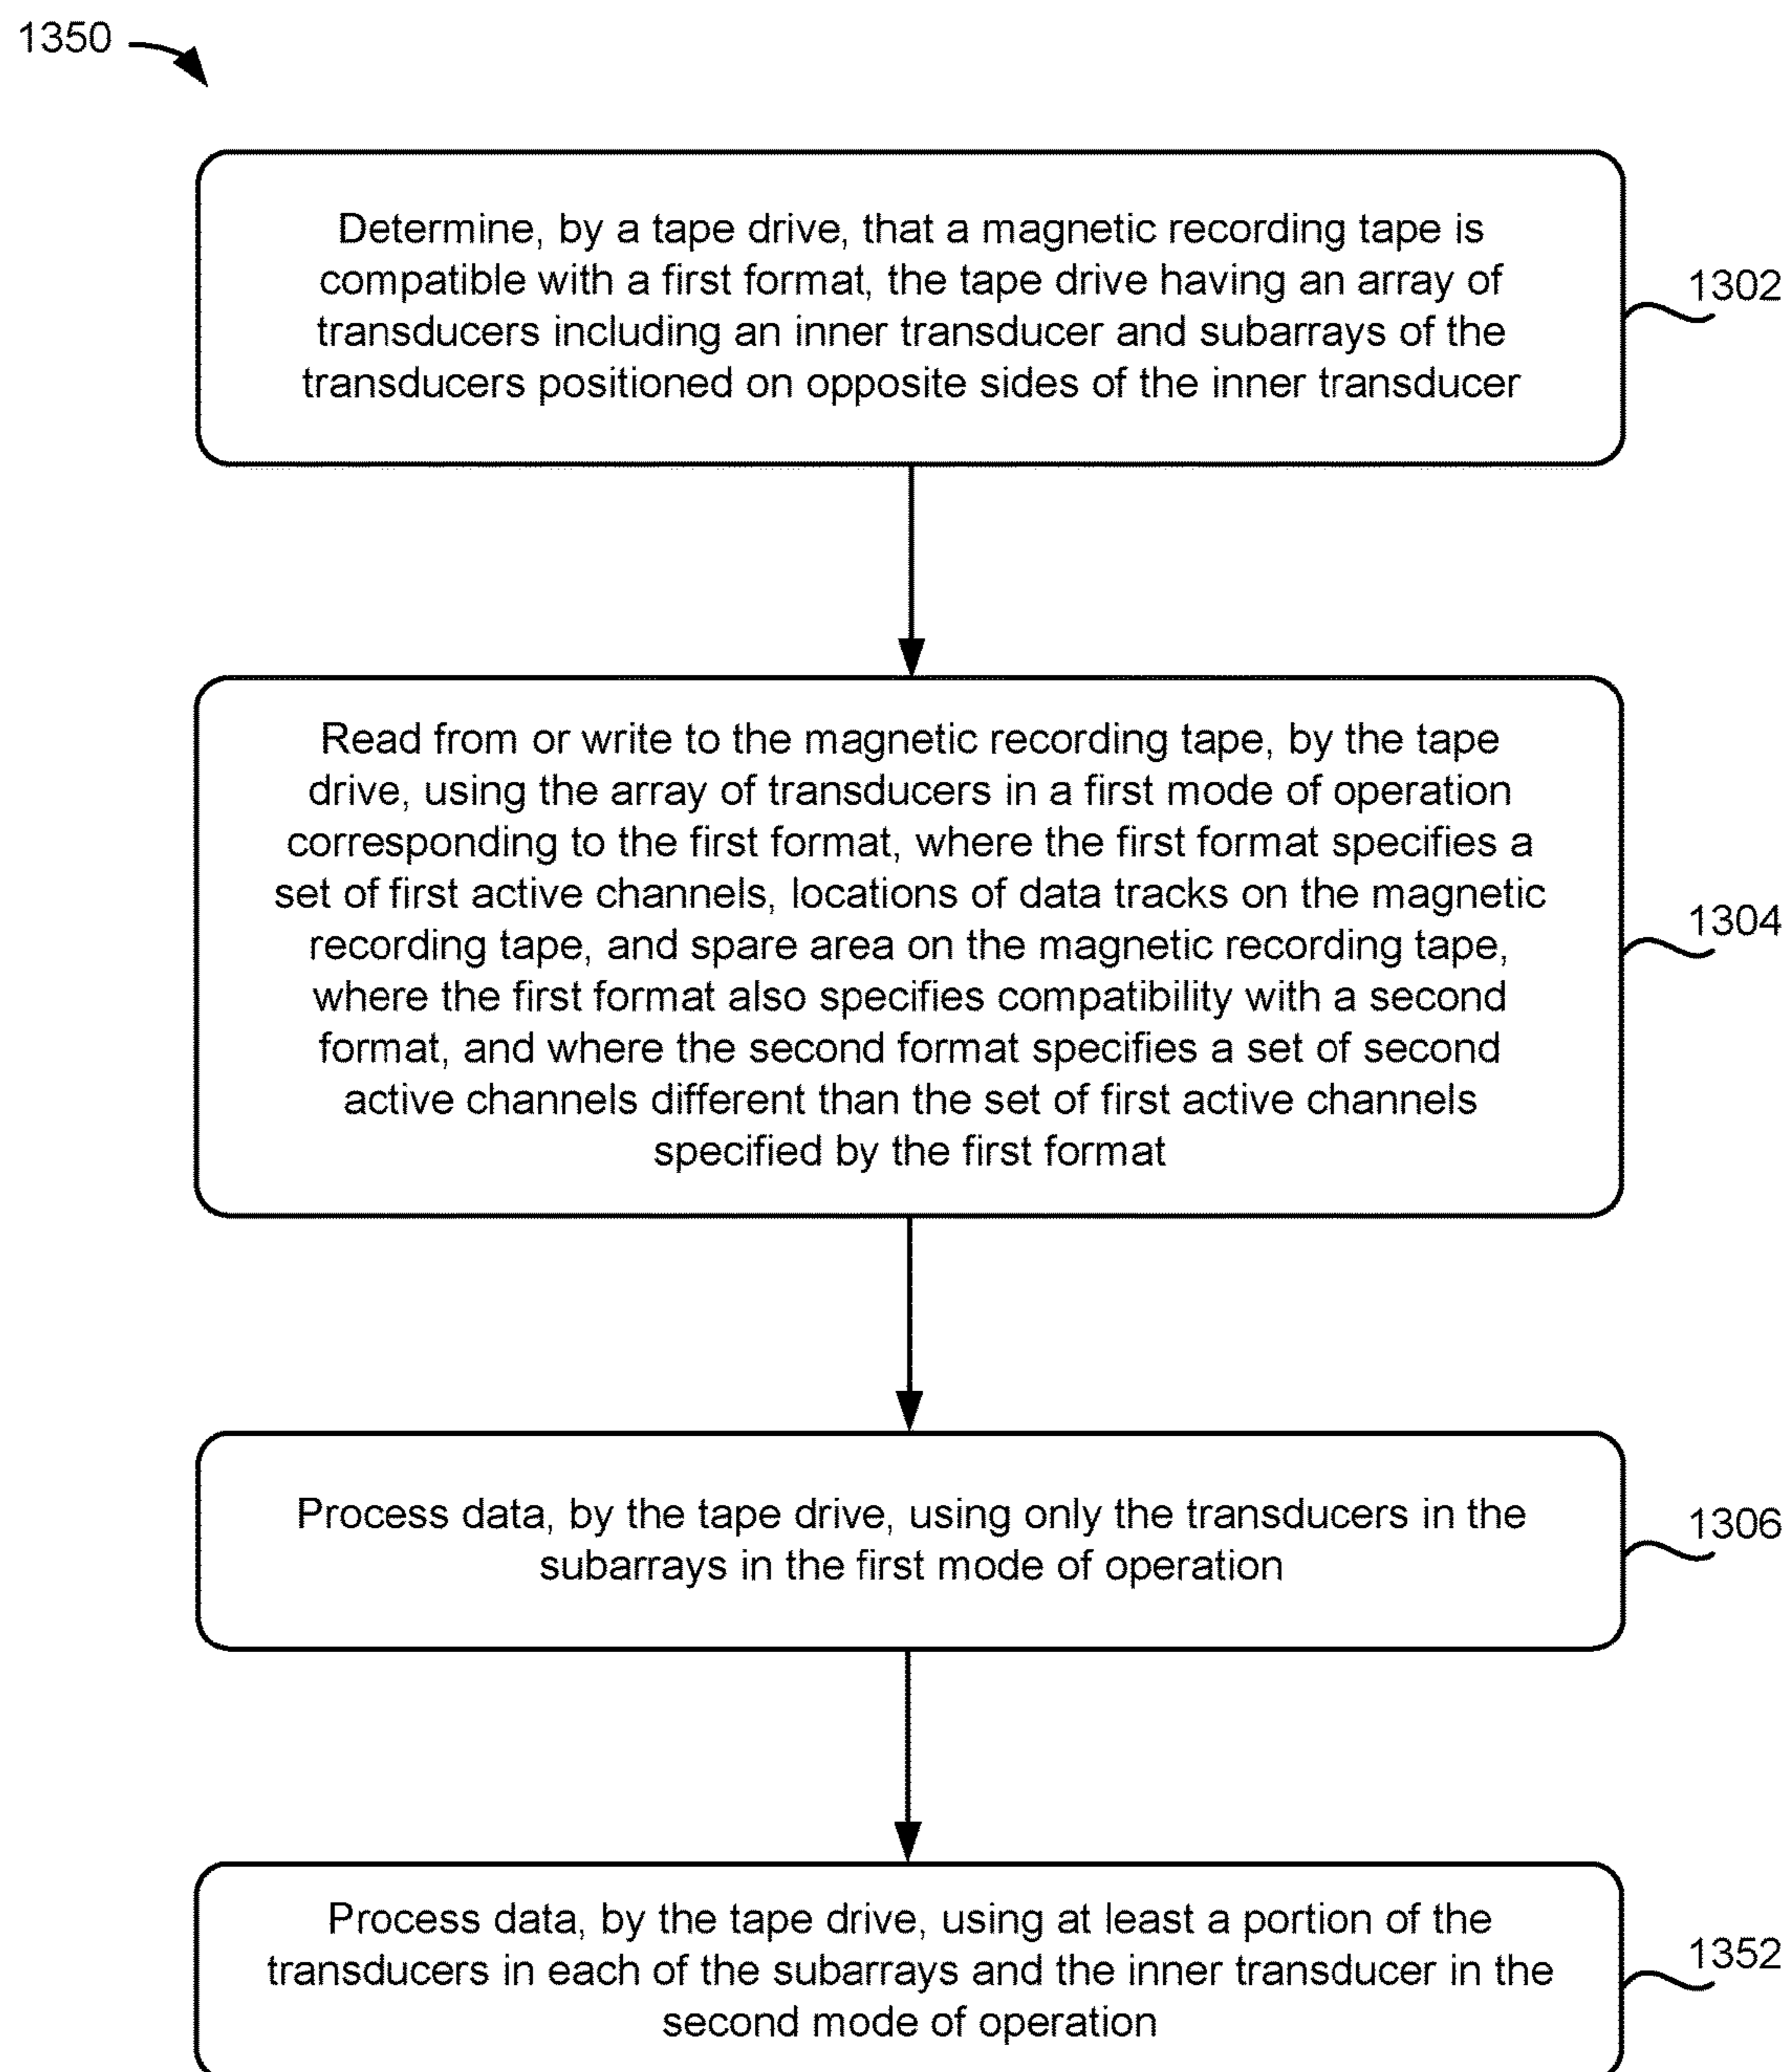 1350
Determine, by a tape drive, that a magnetic recording tape is
compatible with a first format, the tape drive having an array of
transducers including an inner transducer and subarrays of the
transducers positioned on opposite sides of the inner transducer
1302
Read from or write to the magnetic recording tape, by the tape
drive, using the array of transducers in a first mode of operation
corresponding to the first format, where the first format specifies a
set of first active channels, locations of data tracks on the magnetic
recording tape, and spare area on the magnetic recording tape,
where the first format also specifies compatibility with a second
format, and where the second format specifies a set of second
active channels different than the set of first active channels
specified by the first format
1304
Process data, by the tape drive, using only the transducers in the
subarrays in the first mode of operation
1306
Process data, by the tape drive, using at least a portion of the
transducers in each of the subarrays and the inner transducer in the
second mode of operation
1352